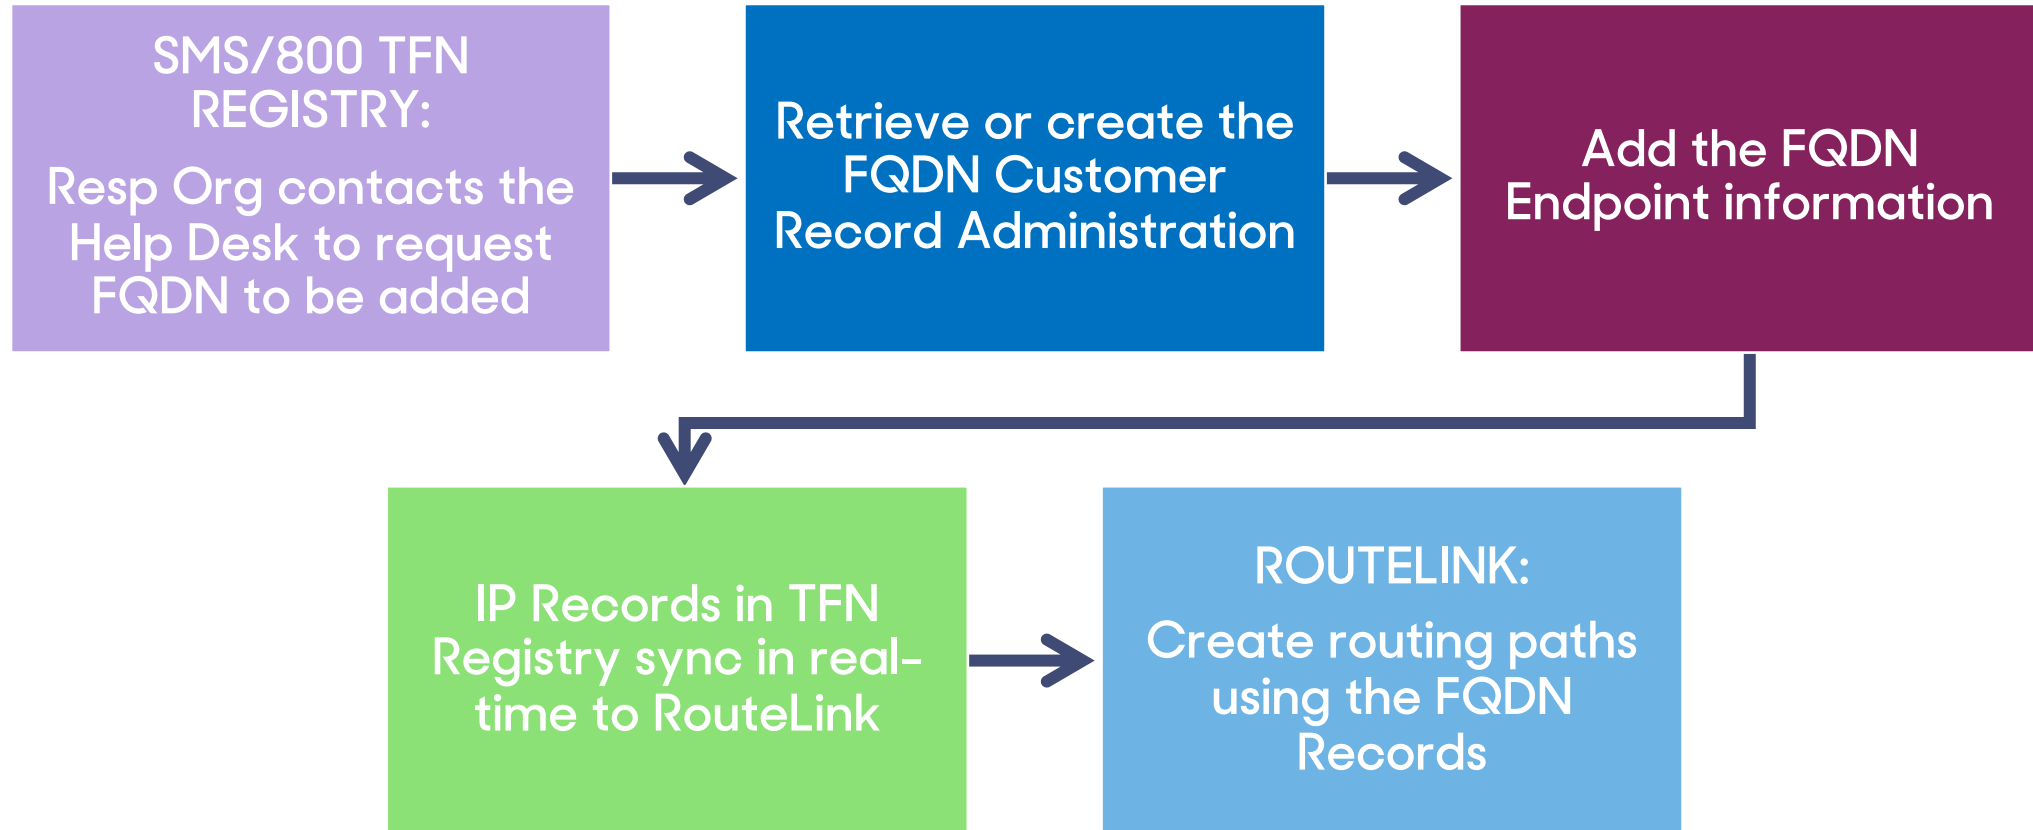 SMS/800 TFN
REGISTRY:
Resp Org contacts the
Help Desk to request
FQDN to be added
Retrieve or create the
FQDN Customer
Record Administration
Add the FQDN
Endpoint information
IP Records in TFN
Registry sync in real-
time to RouteLink
ROUTELINK:
Create routing paths
using the FQDN
Records